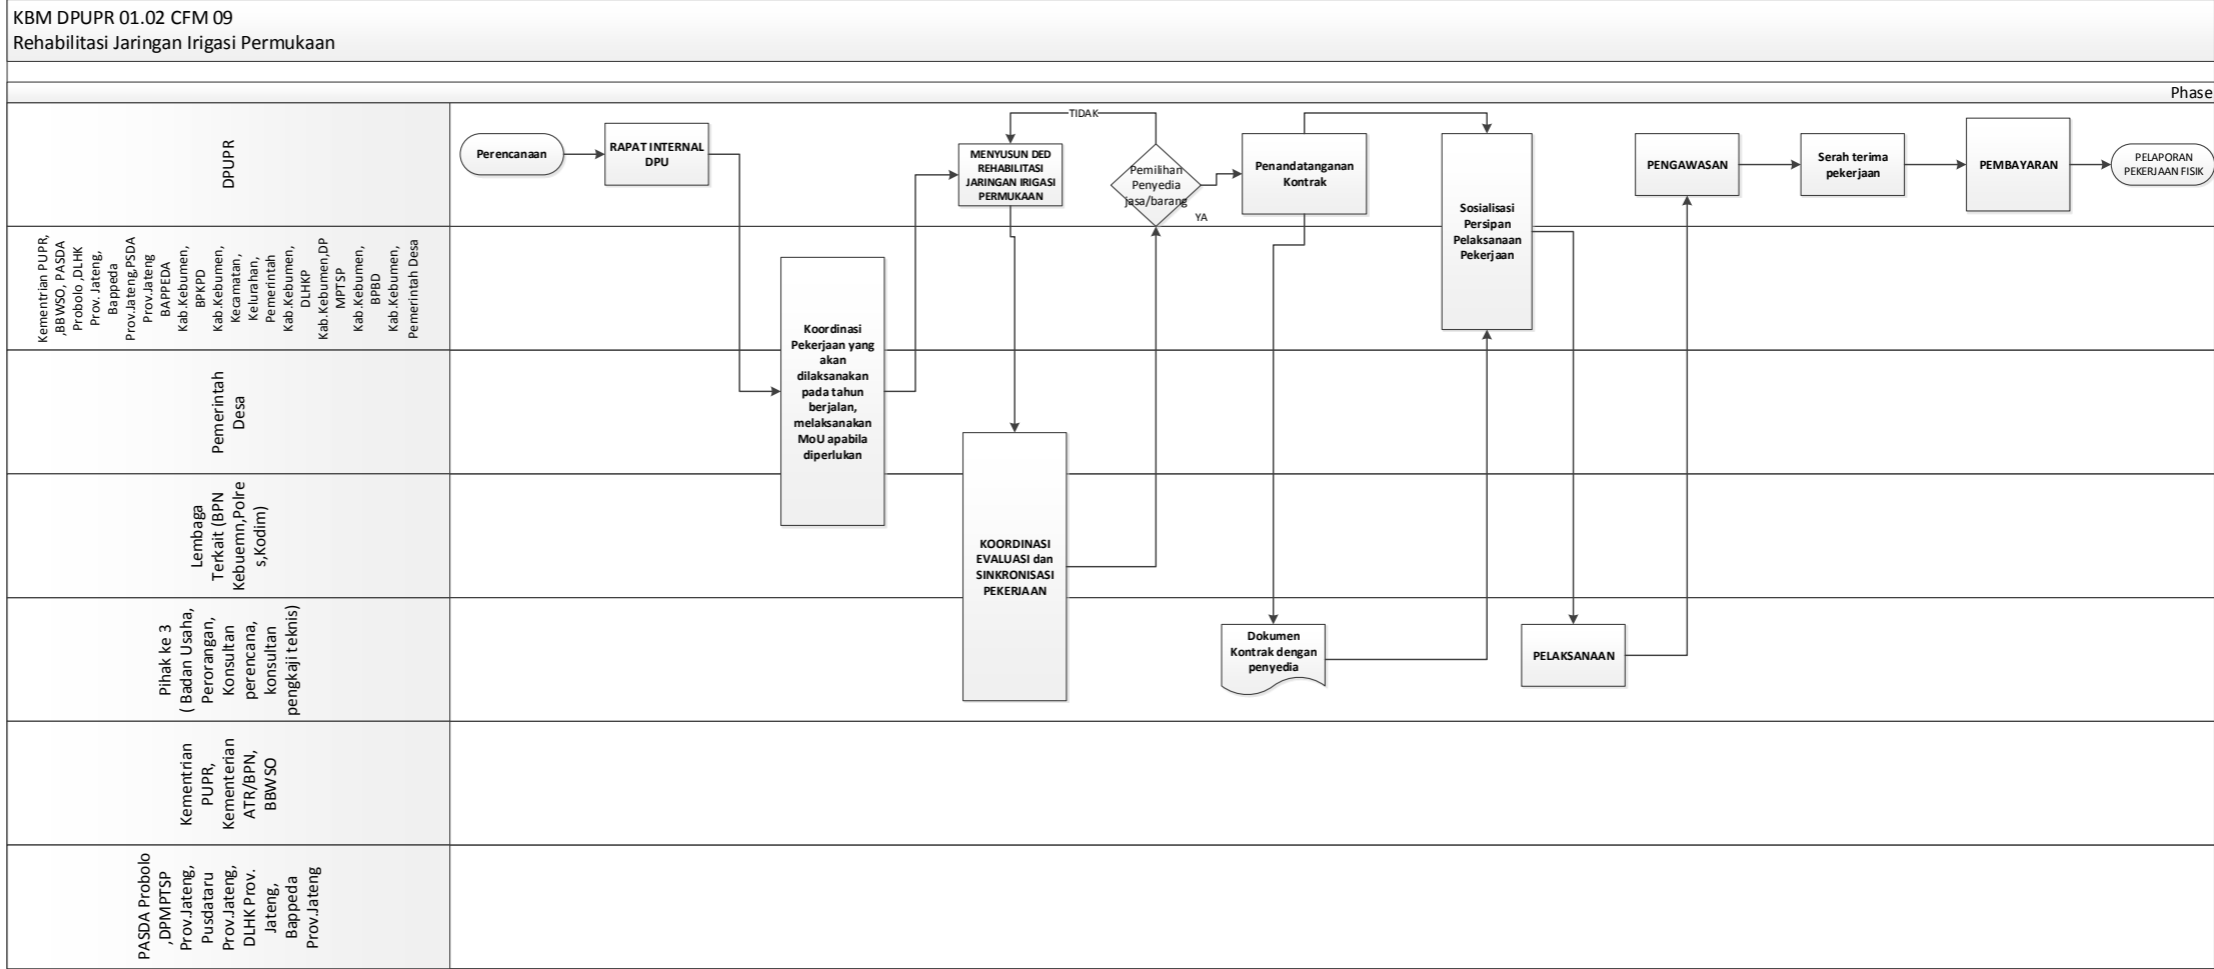 KBM DPUPR 01.02 CFM 09
Rehabilitasi Jaringan Irigasi Permukaan
Phase
DPUPR
Perencanaan
RAPAT INTERNAL
DPU
MENYUSUN DED
REHABILITASI
JARINGAN IRIGASI
PERMUKAAN
TIDAK
Pemilihan
Penyedia
jasa/barang
YA
Penandatanganan
Kontrak
Sosialisasi
Persipan
Pelaksanaan
Pekerjaan
PENGAWASAN
Serah terima
pekerjaan
PEMBAYARAN
PELAPORAN
PEKERJAAN FISIK
Kementrian PUPR,
,BBWSO, PASDA
Probolo ,DLHK
Prov. Jateng,
Bappeda
Prov.Jateng,PSDA
Prov.Jateng
BAPPEDA
Kab.Kebumen,
BPKPD
Kab.Kebumen,
Kecamatan,
Kelurahan,
Pemerintah
Kab.Kebumen,
DLHKP
Kab.Kebumen,DP
MPTSP
Kab.Kebumen,
BPBD
Kab.Kebumen,
Pemerintah Desa
Koordinasi
Pekerjaan yang
akan
dilaksanakan
pada tahun
berjalan,
melaksanakan
MoU apabila
diperlukan
Pemerintah
Desa
Lembaga
Terkait (BPN
Kebuemn,Polre
s,Kodim)
KOORDINASI
EVALUASI dan
SINKRONISASI
PEKERJAAN
Pihak ke 3
( Badan Usaha,
Perorangan,
Konsultan
perencana,
konsultan
pengkaji teknis)
Dokumen
Kontrak dengan
penyedia
PELAKSANAAN
Kementrian
PUPR,
Kementerian
ATR/BPN,
BBWSO
PASDA Probolo
,DPMPTSP
Prov.Jateng,
Pusdataru
Prov.Jateng,
DLHK Prov.
Jateng,
Bappeda
Prov.Jateng